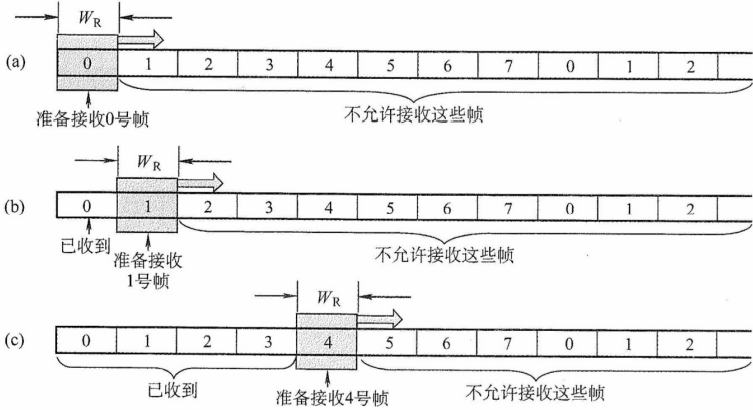 W_R
(a) 0 1 2 3 4 5 6 7 0 1 2
准备接收0号帧
不允许接收这些帧
W_R
(b) 0 1 2 3 4 5 6 7 0 1 2
已收到
准备接收
1号帧
不允许接收这些帧
W_R
(c) 0 1 2 3 4 5 6 7 0 1 2
已收到
准备接收4号帧
不允许接收这些帧